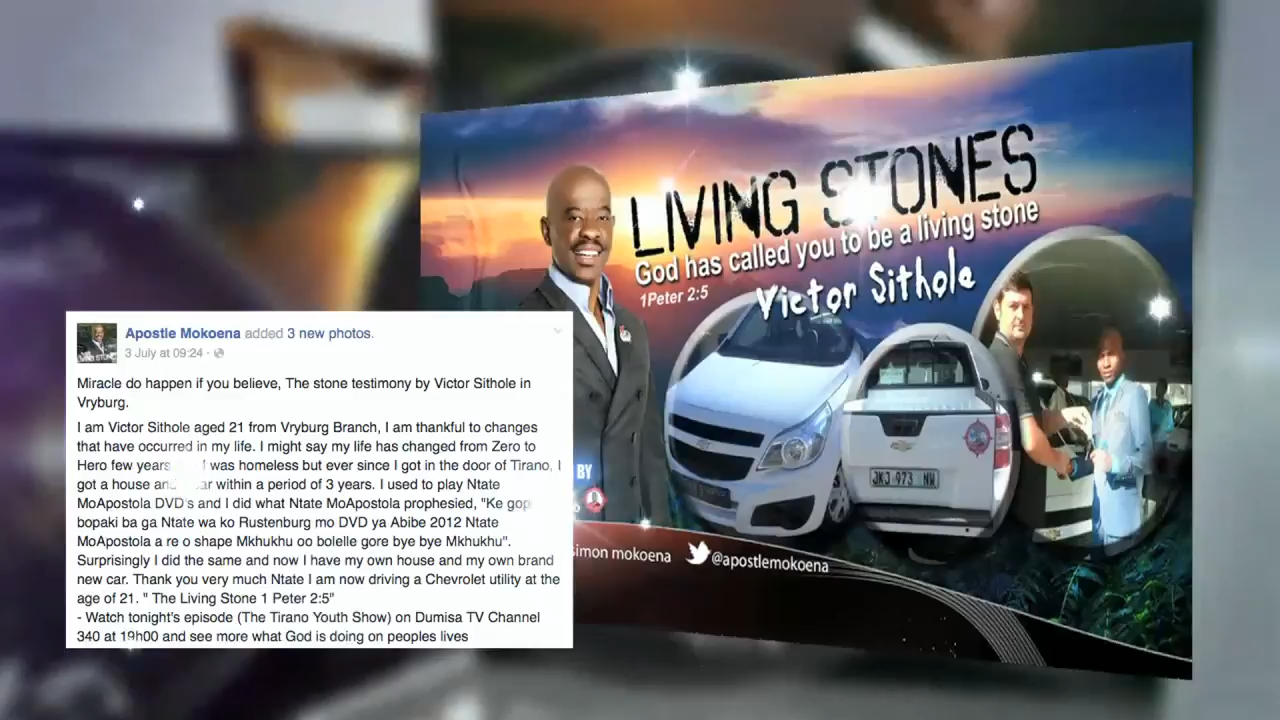 LIVING STONES
God has called you to be a living stone
1Peter 2:5
Victor Sithole
JKJ 973 NW
BY
simon mokoena
@apostlemokoena
Apostle Mokoena added 3 new photos.
3 July at 09:24 ·
Miracle do happen if you believe, The stone testimony by Victor Sithole in
Vryburg.
I am Victor Sithole aged 21 from Vryburg Branch, I am thankful to changes
that have occurred in my life. I might say my life has changed from Zero to
Hero few years I was homeless but ever since I got in the door of Tirano, I
got a house within a period of 3 years. I used to play Ntate
MoApostola DVD's and I did what Ntate MoApostola prophesied, "Ke gop
bopaki ba ga Ntate wa ko Rustenburg mo DVD ya Abibe 2012 Ntate
MoApostola a re o shape Mkhukhu oo bolelle gore bye bye Mkhukhu".
Surprisingly I did the same and now I have my own house and my own brand
new car. Thank you very much Ntate I am now driving a Chevrolet utility at the
age of 21. " The Living Stone 1 Peter 2:5"
- Watch tonight's episode (The Tirano Youth Show) on Dumisa TV Channel
340 at 19h00 and see more what God is doing on peoples lives